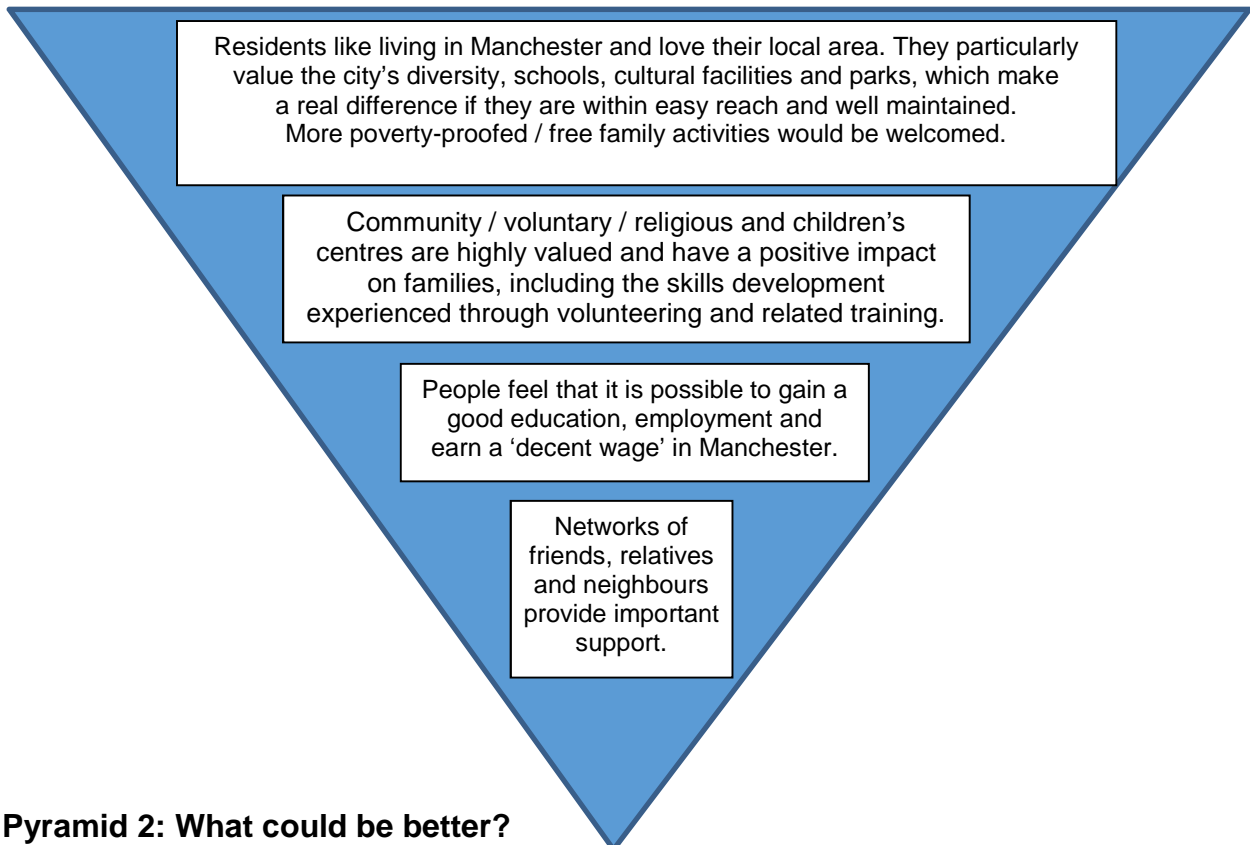 Residents like living in Manchester and love their local area. They particularly
value the city’s diversity, schools, cultural facilities and parks, which make
a real difference if they are within easy reach and well maintained.
More poverty-proofed / free family activities would be welcomed.
Community / voluntary / religious and children’s
centres are highly valued and have a positive impact
on families, including the skills development
experienced through volunteering and related training.
People feel that it is possible to gain a
good education, employment and
earn a ‘decent wage’ in Manchester.
Networks of
friends, relatives
and neighbours
provide important
support.
Pyramid 2: What could be better?